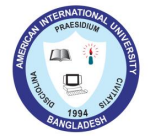 AMERICAN INTERNATIONAL UNIVERSITY
PRAESIDIUM
DISCIPLINA
CIVITATIS
1994
BANGLADESH